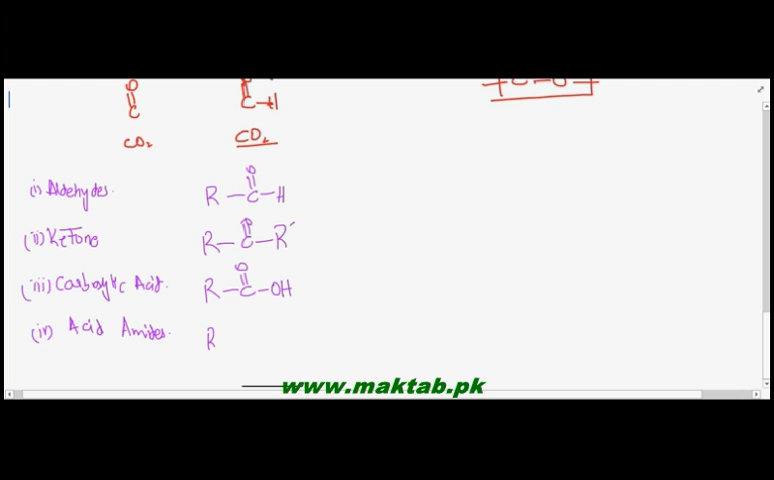 O O
C C-H
CO2 CO2
(i) Aldehydes. R-C-H
O
(ii) Ketone R-C-R'
O
(iii) Carboxylic Acid. R-C-OH
O
(iv) Acid Amides. R
www.maktab.pk